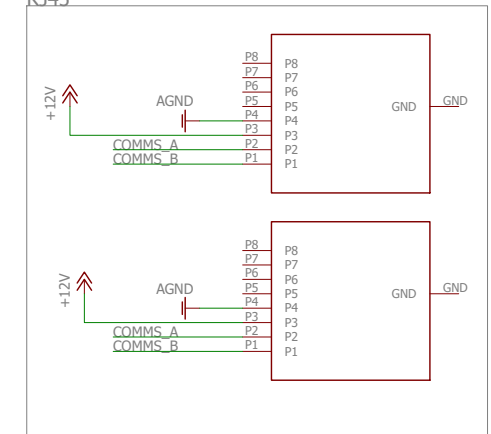 RJ45
P8 P8
P7 P7
+12V P6 P6
AGND P5 P5 GND GND
P4 P4
P3 P3
COMMS_A P2 P2
COMMS_B P1 P1
P8 P8
P7 P7
+12V P6 P6
AGND P5 P5 GND GND
P4 P4
P3 P3
COMMS_A P2 P2
COMMS_B P1 P1